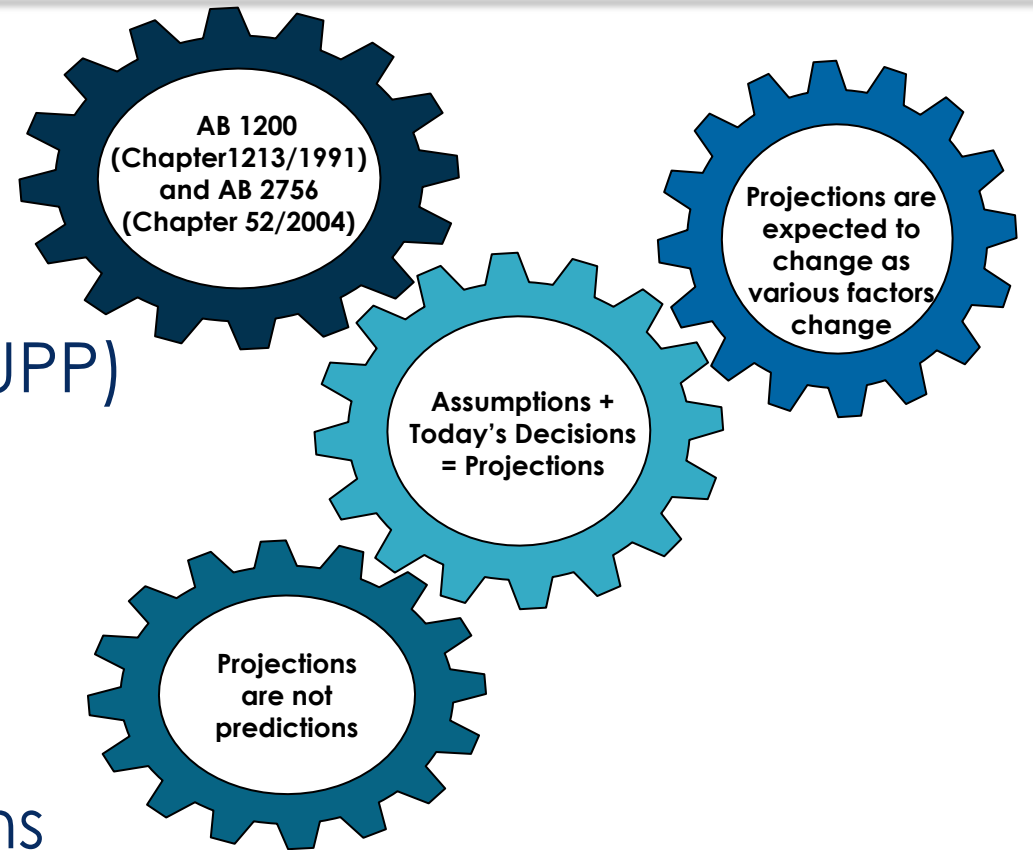 AB 1200
(Chapter1213/1991)
and AB 2756
(Chapter 52/2004)
Projections are
expected to
change as
various factors
change
JPP)
Assumptions +
Today's Decisions
= Projections
Projections
are not
predictions
ns